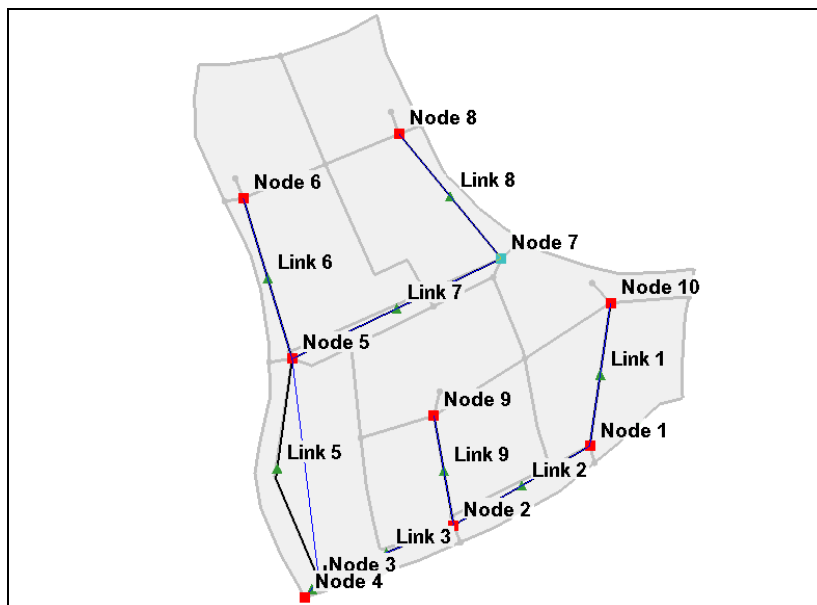 Node 8
Node 6
Link 8
Node 7
Link 6
Link 7
Node 10
Node 5
Link 1
Node 9
Node 1
Link 5
Link 9
Link 2
Node 2
Link 3
Node 3
Node 4